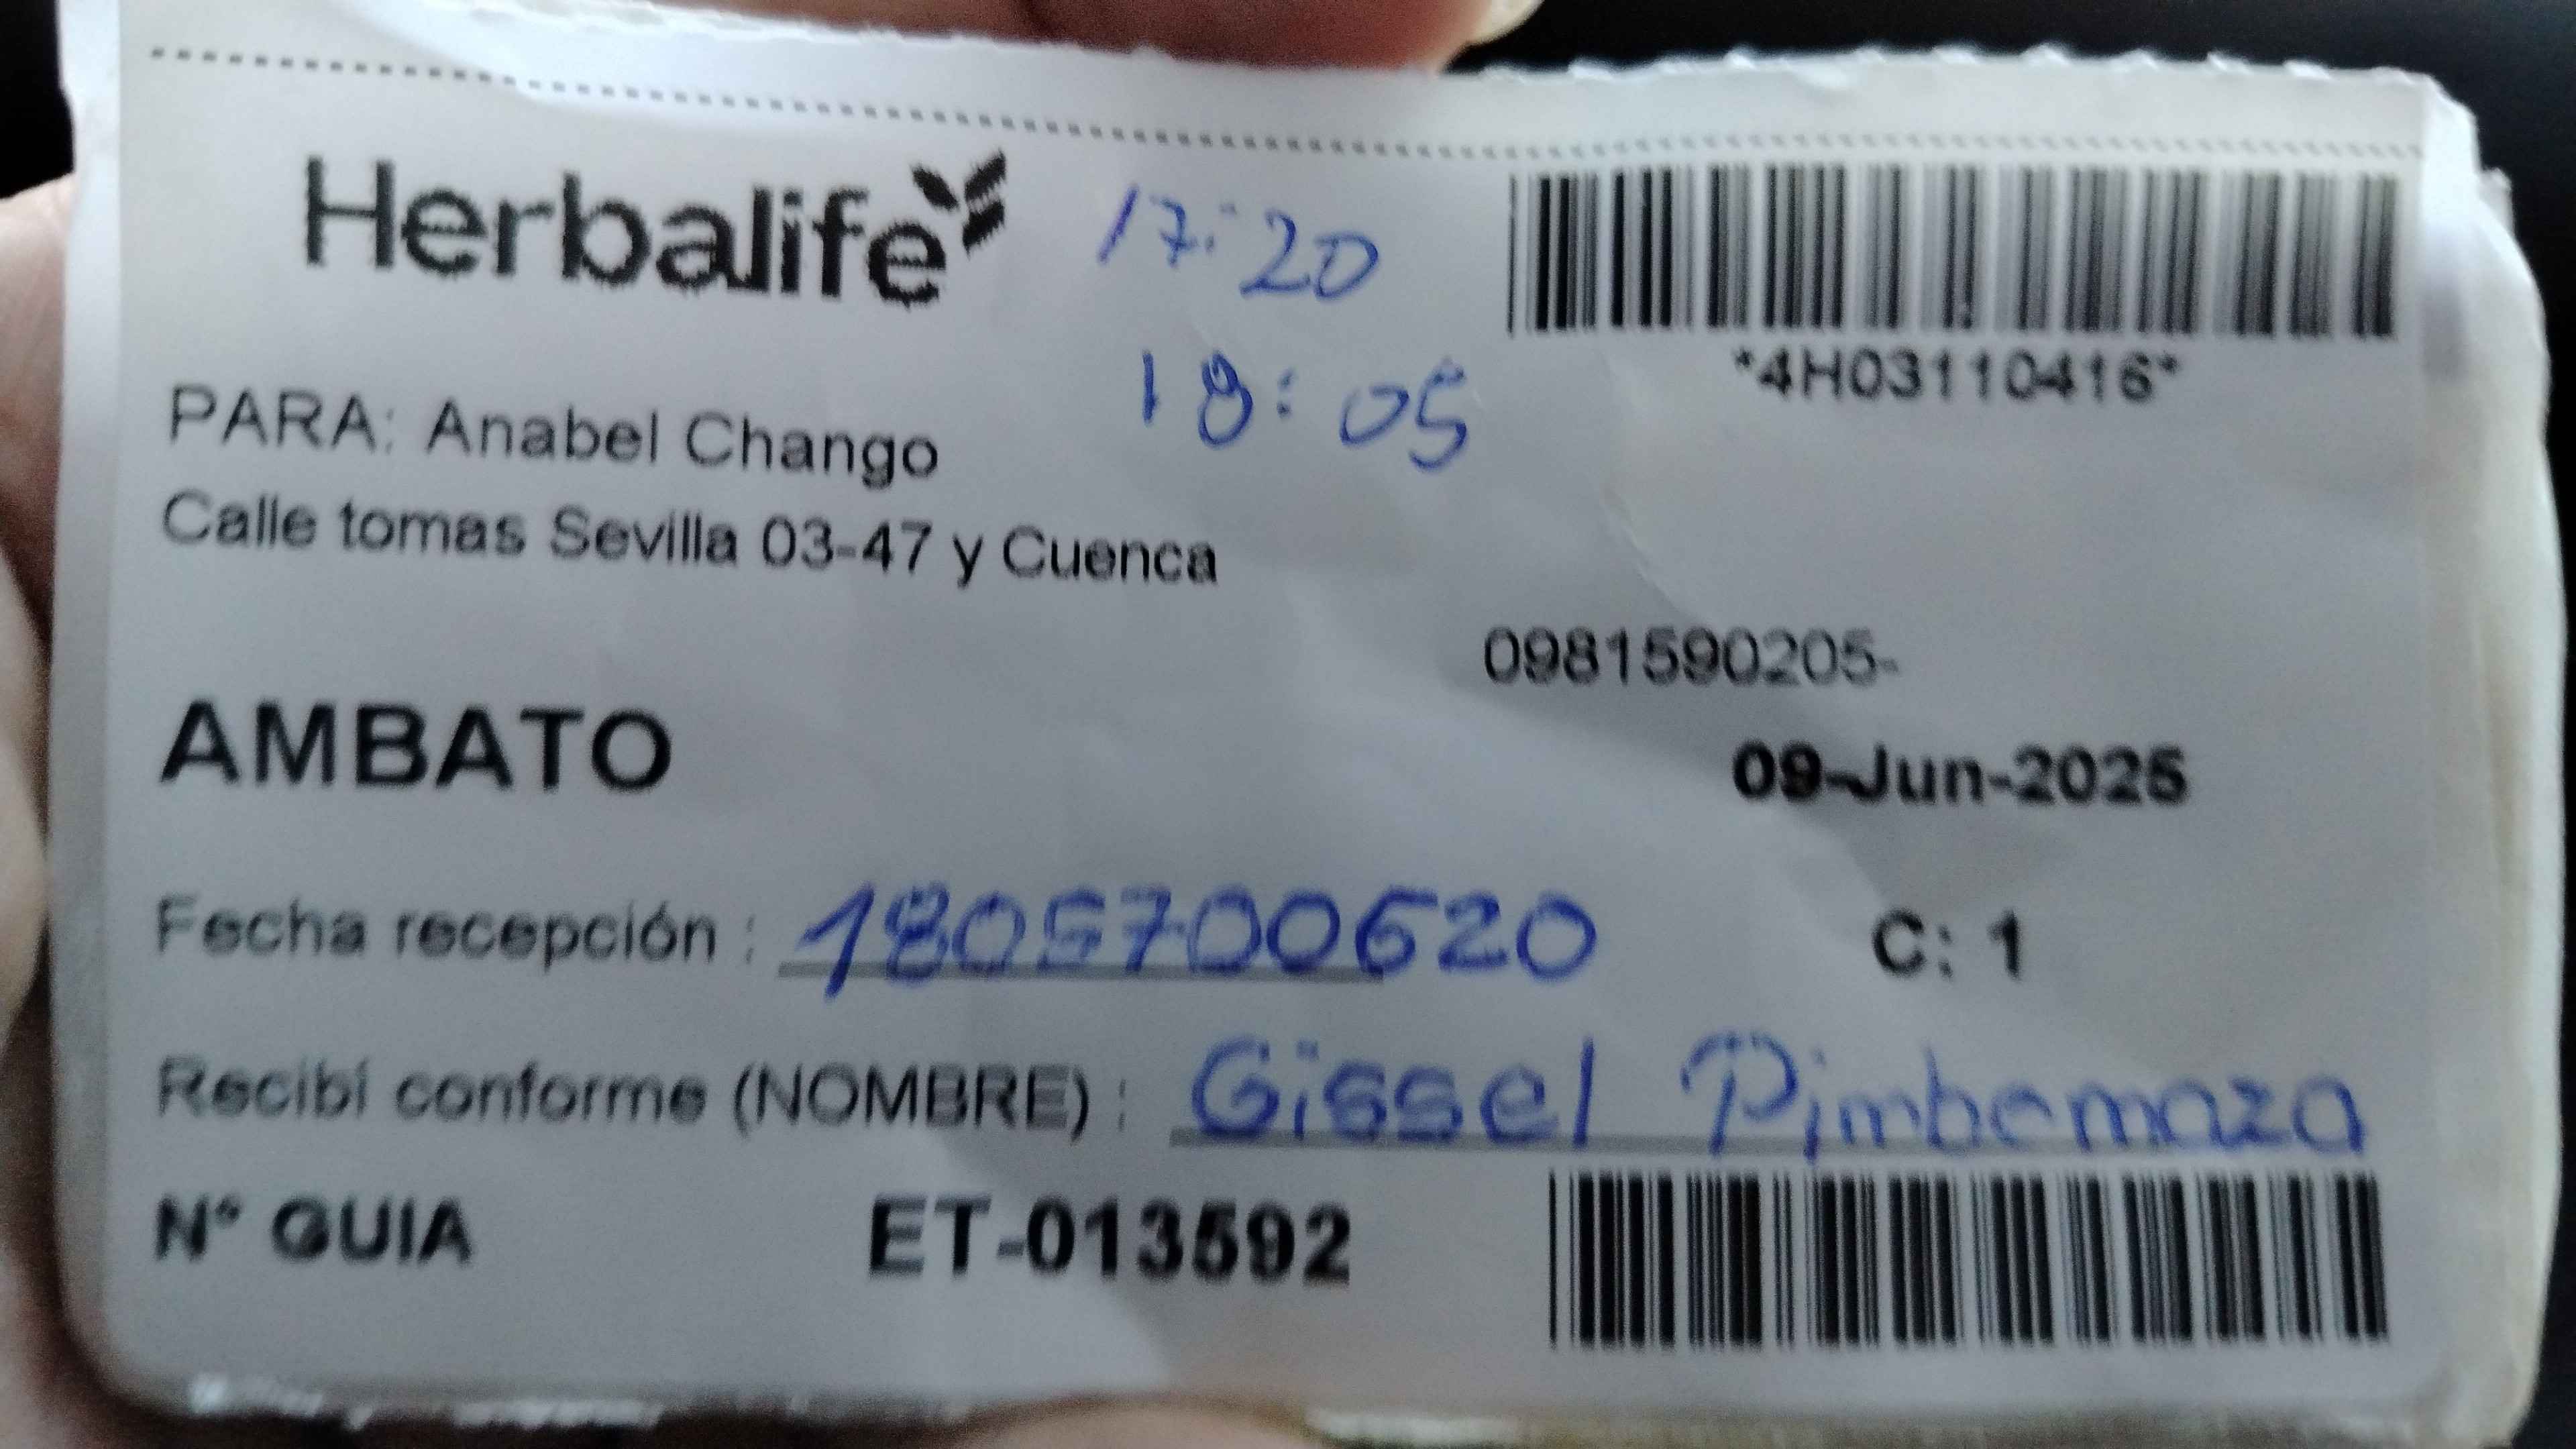 Herbalife
17:20
18:05
*4H03110416*
PARA: Anabel Chango
Calle tomas Sevilla 03-47 y Cuenca
0981590205-
AMBATO
09-Jun-2025
Fecha recepción : 1805700620
C: 1
Recibí conforme (NOMBRE) : Gissel Pimbomaza
N° GUIA ET-013592